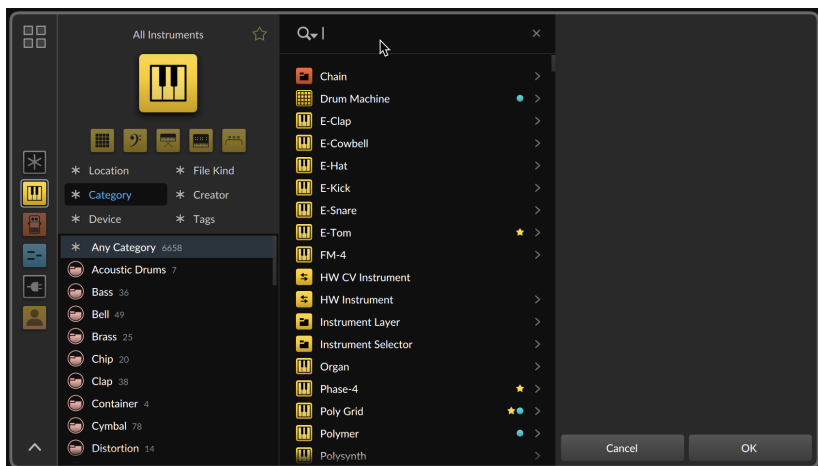 All Instruments
Location
File Kind
Category
Creator
Device
Tags
Any Category 6658
Acoustic Drums 7
Bass 36
Bell 49
Brass 25
Chip 20
Clap 38
Container 4
Cymbal 78
Distortion 14
Chain
Drum Machine
E-Clap
E-Cowbell
E-Hat
E-Kick
E-Snare
E-Tom
FM-4
HW CV Instrument
HW Instrument
Instrument Layer
Instrument Selector
Organ
Phase-4
Poly Grid
Polymer
Polysynth
Cancel
OK